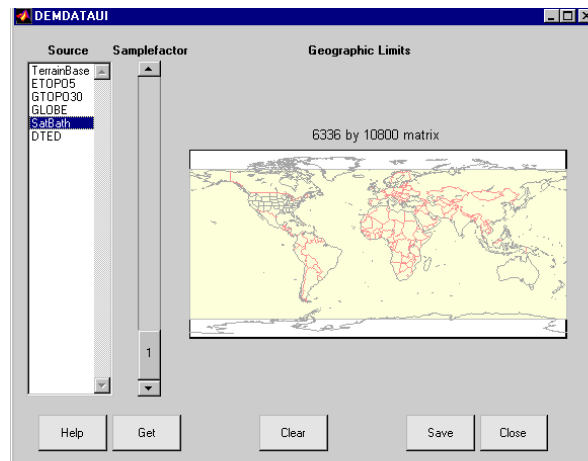 DEMDATAUI
Source Samplefactor Geographic Limits
TerrainBase
ETOPO5
GTOPO30
GLOBE
SatBath
DTED
6336 by 10800 matrix
1
Help Get Clear Save Close